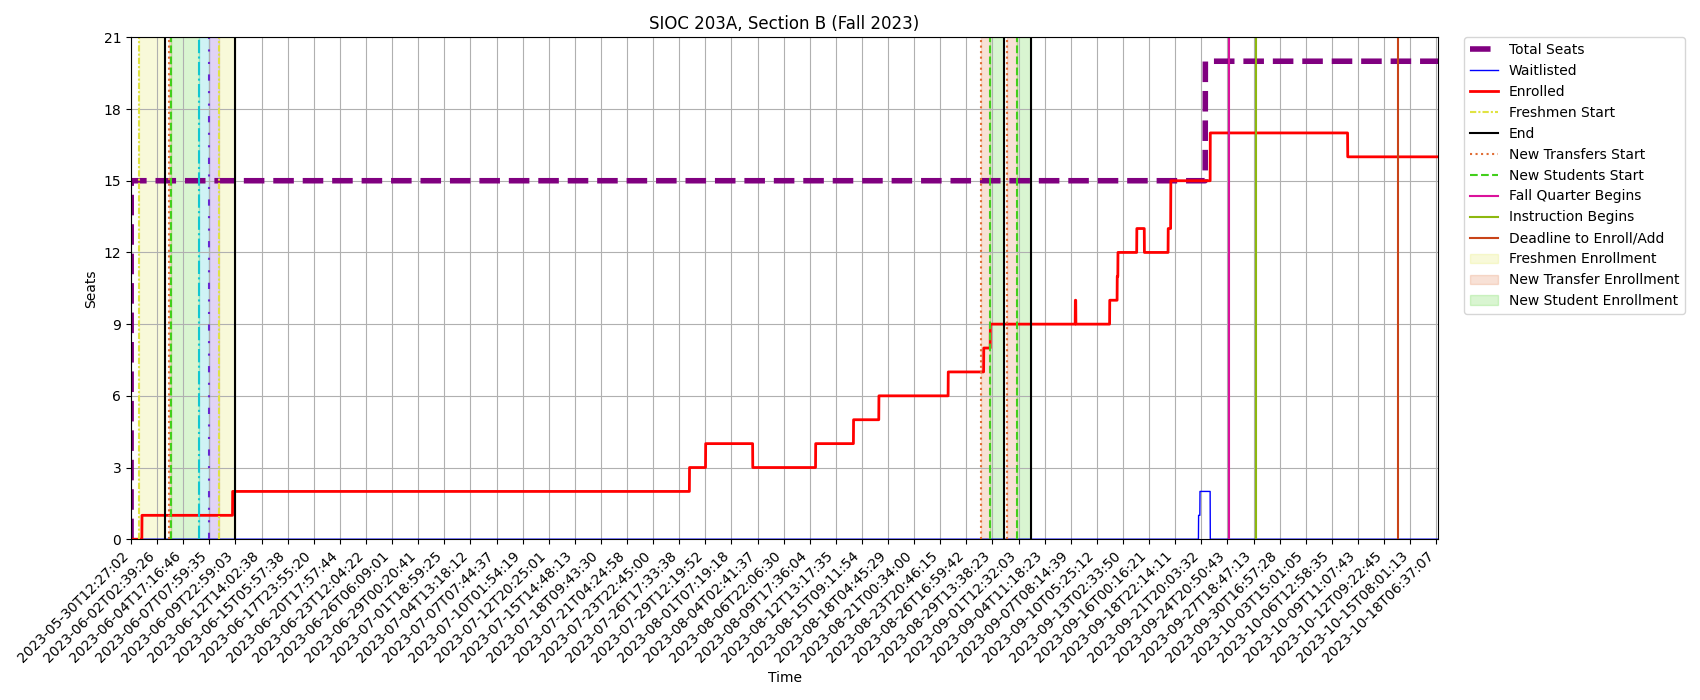 SIOC 203A, Section B (Fall 2023)
21
18
15
12
9
6
3
0
Seats
Total Seats
Waitlisted
Enrolled
Freshmen Start
End
New Transfers Start
New Students Start
Fall Quarter Begins
Instruction Begins
Deadline to Enroll/Add
Freshmen Enrollment
New Transfer Enrollment
New Student Enrollment
2023-05-30T12:27:02
2023-06-02T02:39:26
2023-06-04T17:16:46
2023-06-07T07:59:35
2023-06-09T22:59:03
2023-06-12T14:02:38
2023-06-15T05:57:38
2023-06-17T23:55:20
2023-06-20T17:57:44
2023-06-23T12:04:22
2023-06-26T06:09:01
2023-06-29T00:20:41
2023-07-01T18:59:25
2023-07-04T13:18:12
2023-07-07T07:44:37
2023-07-10T01:54:19
2023-07-12T20:25:01
2023-07-15T14:48:13
2023-07-18T09:43:30
2023-07-21T04:24:58
2023-07-23T22:45:00
2023-07-26T17:33:38
2023-07-29T12:19:52
2023-08-01T07:19:18
2023-08-04T02:41:37
2023-08-06T22:06:30
2023-08-09T17:36:04
2023-08-12T13:17:35
2023-08-15T09:11:54
2023-08-18T04:45:29
2023-08-21T00:34:00
2023-08-23T20:46:15
2023-08-26T16:59:42
2023-08-29T13:38:23
2023-09-01T12:32:03
2023-09-04T11:18:23
2023-09-07T08:14:39
2023-09-10T05:25:12
2023-09-13T02:33:50
2023-09-16T00:16:21
2023-09-18T22:14:11
2023-09-21T20:03:32
2023-09-24T20:50:43
2023-09-27T18:47:13
2023-09-30T16:57:28
2023-10-03T15:01:05
2023-10-06T12:58:35
2023-10-09T11:07:43
2023-10-12T09:22:45
2023-10-15T08:01:13
2023-10-18T06:37:07
Time